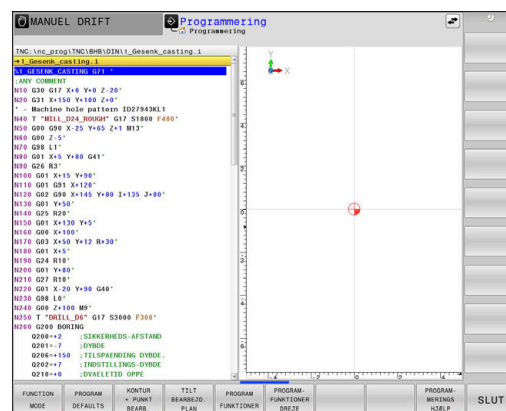 MANUEL DRIFT
Programmering
Programmering
TNC:\nc_prog\TNC\BHB\DIN\1_Gesenk_casting.i
→1_Gesenk_casting.i
%1_GESENK_CASTING G71 *
;ANY COMMENT
N10 G30 G17 X+0 Y+0 Z-20*
N20 G31 X+150 Y+100 Z+0*
* - Machine hole pattern ID27943KL1
N40 T "MILL_D24_ROUGH" G17 S1800 F480*
N50 G00 G90 X-25 Y+65 Z+1 M13*
N60 G00 Z-5*
N70 G98 L1*
N80 G01 X+5 Y+80 G41*
N90 G26 R3*
N100 G01 X+15 Y+90*
N110 G01 G91 X+120*
N120 G02 G90 X+145 Y+80 I+135 J+80*
N130 G01 Y+50*
N140 G25 R20*
N150 G01 X+130 Y+5*
N160 G00 X+100*
N170 G03 X+50 Y+12 R+30*
N180 G01 X+5*
N190 G24 R10*
N200 G01 Y+80*
N210 G27 R10*
N220 G01 X-20 Y+90 G40*
N230 G98 L0*
N240 G00 Z+100 M9*
N250 T "DRILL_D6" G17 S3000 F300*
N260 G200 BORING
Q200=+2 ;SIKKERHEDS-AFSTAND
Q201=-7 ;DYBDE
Q206=+150 ;TILSPAENDING DYBDE.
Q202=+7 ;INDSTILLINGS-DYBDE
Q210=+0 ;DVAELETID OPPE
Y
X
FUNCTION MODE
PROGRAM DEFAULTS
KONTUR + PUNKT BEARB.
TILT BEARBEJD. PLAN
PROGRAM FUNKTIONER
PROGRAM- FUNKTIONER DREJE
PROGRAM- MERINGS HJÆLP
SLUT